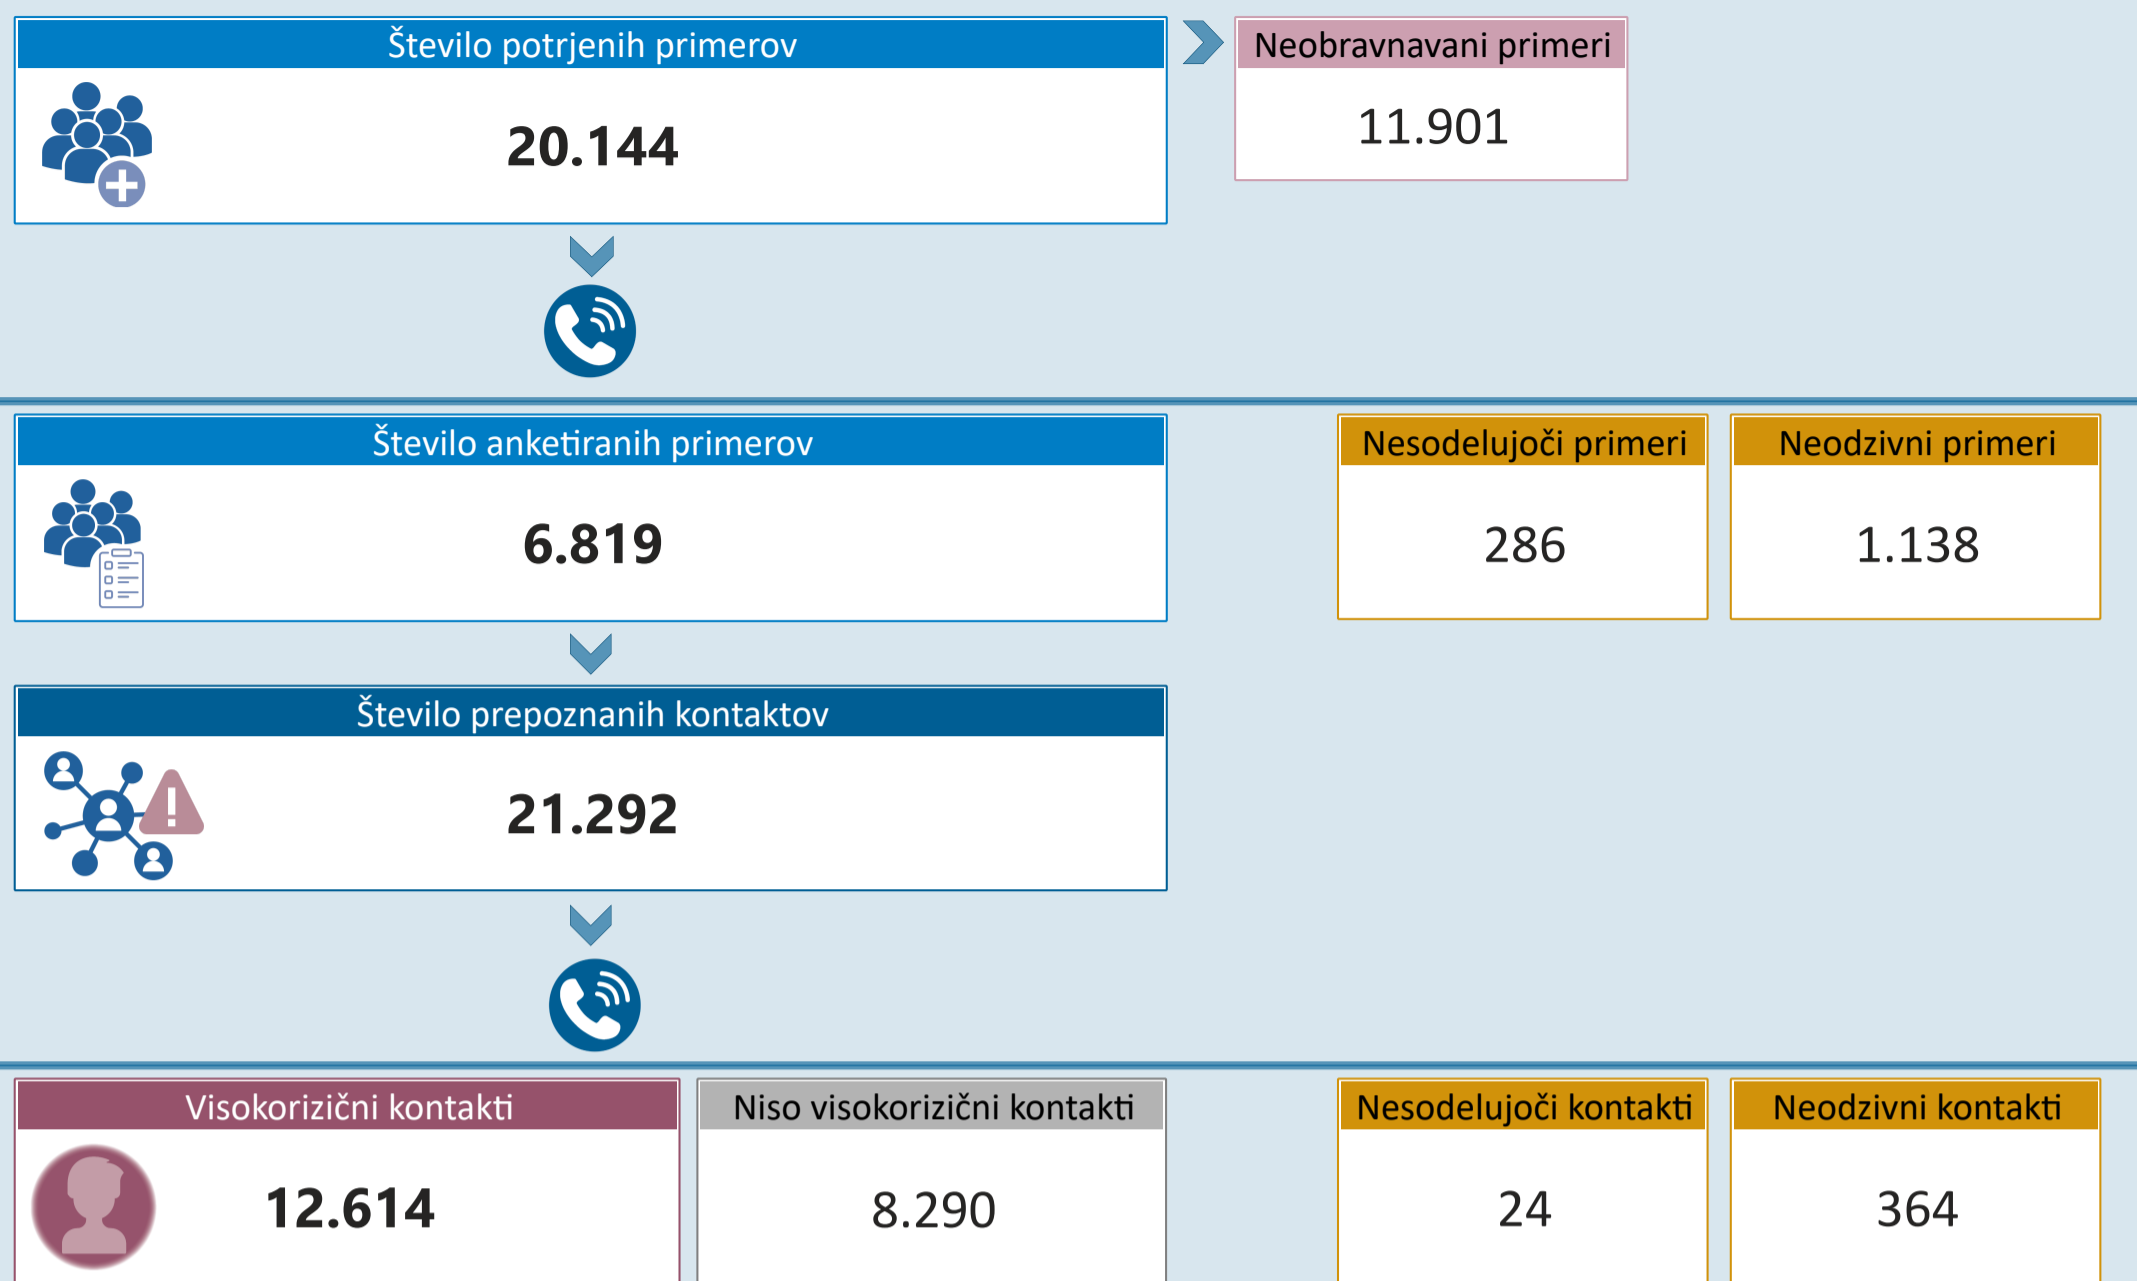 Število potrjenih primerov
20.144
Neobravnavani primeri
11.901
Število anketiranih primerov
6.819
Nesodelujoči primeri
286
Neodzivni primeri
1.138
Število prepoznanih kontaktov
21.292
Visokorizični kontakti
12.614
Niso visokorizični kontakti
8.290
Nesodelujoči kontakti
24
Neodzivni kontakti
364